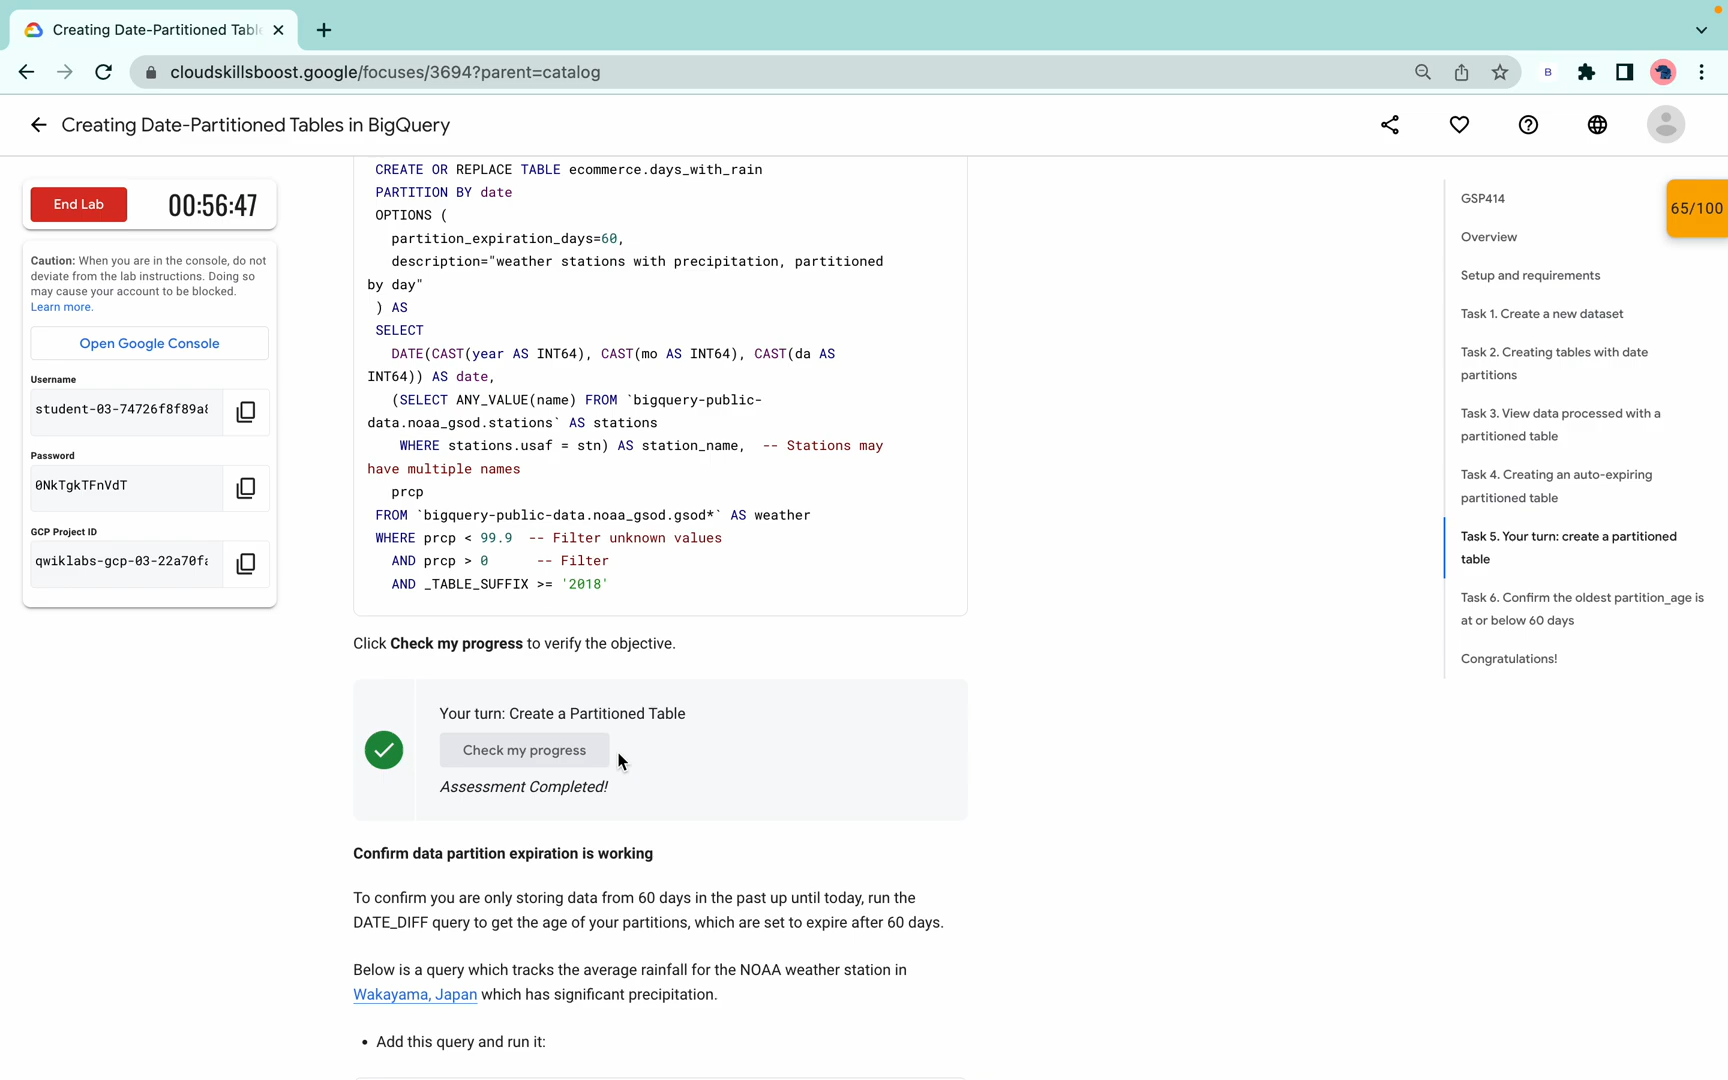 Creating Date-Partitioned Tabl
cloudskillsboost.google/focuses/3694?parent=catalog
B
Creating Date-Partitioned Tables in BigQuery
End Lab
00:56:47
Caution: When you are in the console, do not
deviate from the lab instructions. Doing so
may cause your account to be blocked.
Learn more.
Open Google Console
Username
student-03-74726f8f89a8
Password
0NkTgkTFnVdT
GCP Project ID
qwiklabs-gcp-03-22a70fa
CREATE OR REPLACE TABLE ecommerce.days_with_rain
PARTITION BY date
OPTIONS (
partition_expiration_days=60,
description="weather stations with precipitation, partitioned
by day"
) AS
SELECT
DATE(CAST(year AS INT64), CAST(mo AS INT64), CAST(da AS
INT64)) AS date,
(SELECT ANY_VALUE(name) FROM `bigquery-public-
data.noaa_gsod.stations` AS stations
WHERE stations.usaf = stn) AS station_name, -- Stations may
have multiple names
prcp
FROM `bigquery-public-data.noaa_gsod.gsod*` AS weather
WHERE prcp < 99.9 -- Filter unknown values
AND prcp > 0 -- Filter
AND _TABLE_SUFFIX >= '2018'
Click Check my progress to verify the objective.
Your turn: Create a Partitioned Table
Check my progress
Assessment Completed!
Confirm data partition expiration is working
To confirm you are only storing data from 60 days in the past up until today, run the
DATE_DIFF query to get the age of your partitions, which are set to expire after 60 days.
Below is a query which tracks the average rainfall for the NOAA weather station in
Wakayama, Japan which has significant precipitation.
• Add this query and run it:
GSP414
Overview
Setup and requirements
Task 1. Create a new dataset
Task 2. Creating tables with date
partitions
Task 3. View data processed with a
partitioned table
Task 4. Creating an auto-expiring
partitioned table
Task 5. Your turn: create a partitioned
table
Task 6. Confirm the oldest partition_age is
at or below 60 days
Congratulations!
65/100